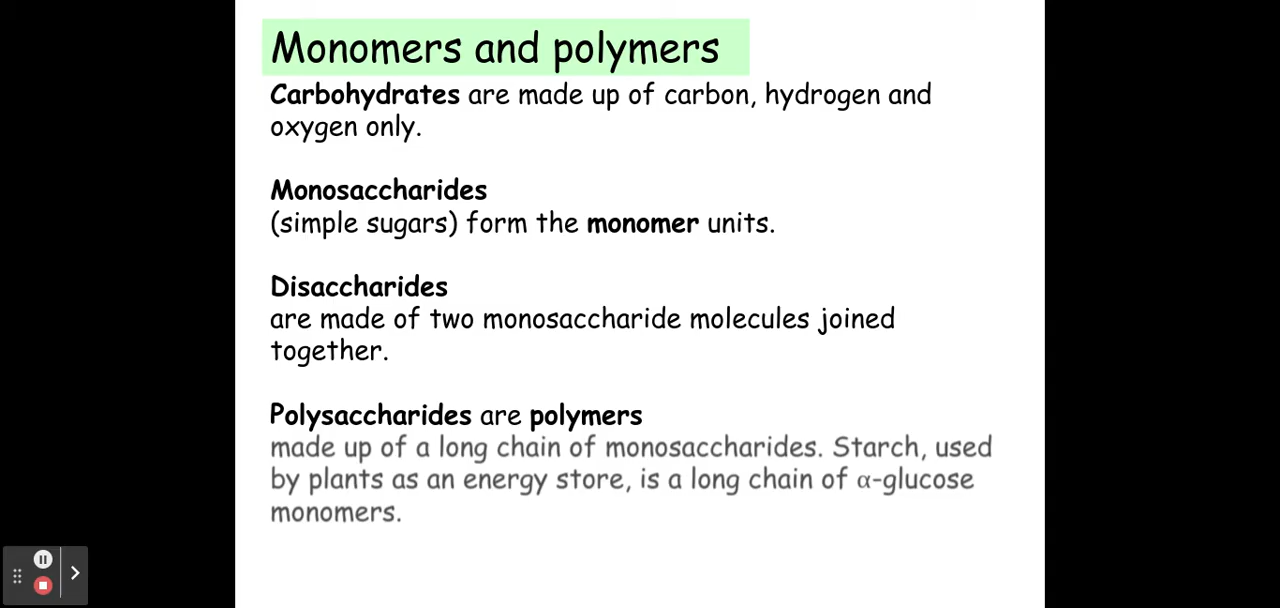 Monomers and polymers
Carbohydrates are made up of carbon, hydrogen and
oxygen only.
Monosaccharides
(simple sugars) form the monomer units.
Disaccharides
are made of two monosaccharide molecules joined
together.
Polysaccharides are polymers
made up of a long chain of monosaccharides. Starch, used
by plants as an energy store, is a long chain of α-glucose
monomers.